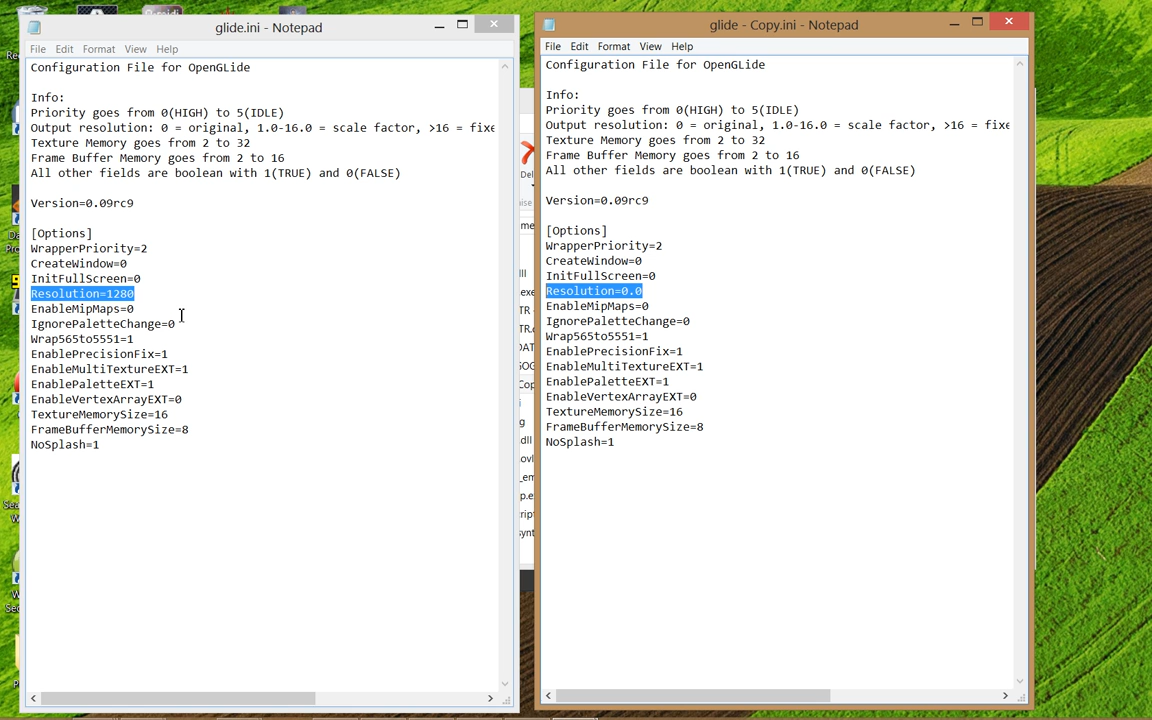 glide.ini - Notepad
File Edit Format View Help
Configuration File for OpenGLide
Info:
Priority goes from 0(HIGH) to 5(IDLE)
Output resolution: 0 = original, 1.0-16.0 = scale factor, >16 = fixe
Texture Memory goes from 2 to 32
Frame Buffer Memory goes from 2 to 16
All other fields are boolean with 1(TRUE) and 0(FALSE)
Version=0.09rc9
[Options]
WrapperPriority=2
CreateWindow=0
InitFullScreen=0
Resolution=1280
EnableMipMaps=0
IgnorePaletteChange=0
Wrap565to5551=1
EnablePrecisionFix=1
EnableMultiTextureEXT=1
EnablePaletteEXT=1
EnableVertexArrayEXT=0
TextureMemorySize=16
FrameBufferMemorySize=8
NoSplash=1
glide - Copy.ini - Notepad
File Edit Format View Help
Configuration File for OpenGLide
Info:
Priority goes from 0(HIGH) to 5(IDLE)
Output resolution: 0 = original, 1.0-16.0 = scale factor, >16 = fixe
Texture Memory goes from 2 to 32
Frame Buffer Memory goes from 2 to 16
All other fields are boolean with 1(TRUE) and 0(FALSE)
Version=0.09rc9
[Options]
WrapperPriority=2
CreateWindow=0
InitFullScreen=0
Resolution=0.0
EnableMipMaps=0
IgnorePaletteChange=0
Wrap565to5551=1
EnablePrecisionFix=1
EnableMultiTextureEXT=1
EnablePaletteEXT=1
EnableVertexArrayEXT=0
TextureMemorySize=16
FrameBufferMemorySize=8
NoSplash=1